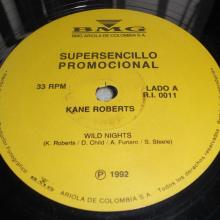 BMG
BMG ARIOLA DE COLOMBIA S.A.
SUPERSENCILLO
PROMOCIONAL
33 RPM
LADO A
R.I. 0011
KANE ROBERTS
WILD NIGHTS
(K. Roberts / D. Child / A. Funaro / S. Steele)
℗ 1992
ARIOLA DE COLOMBIA S.A.